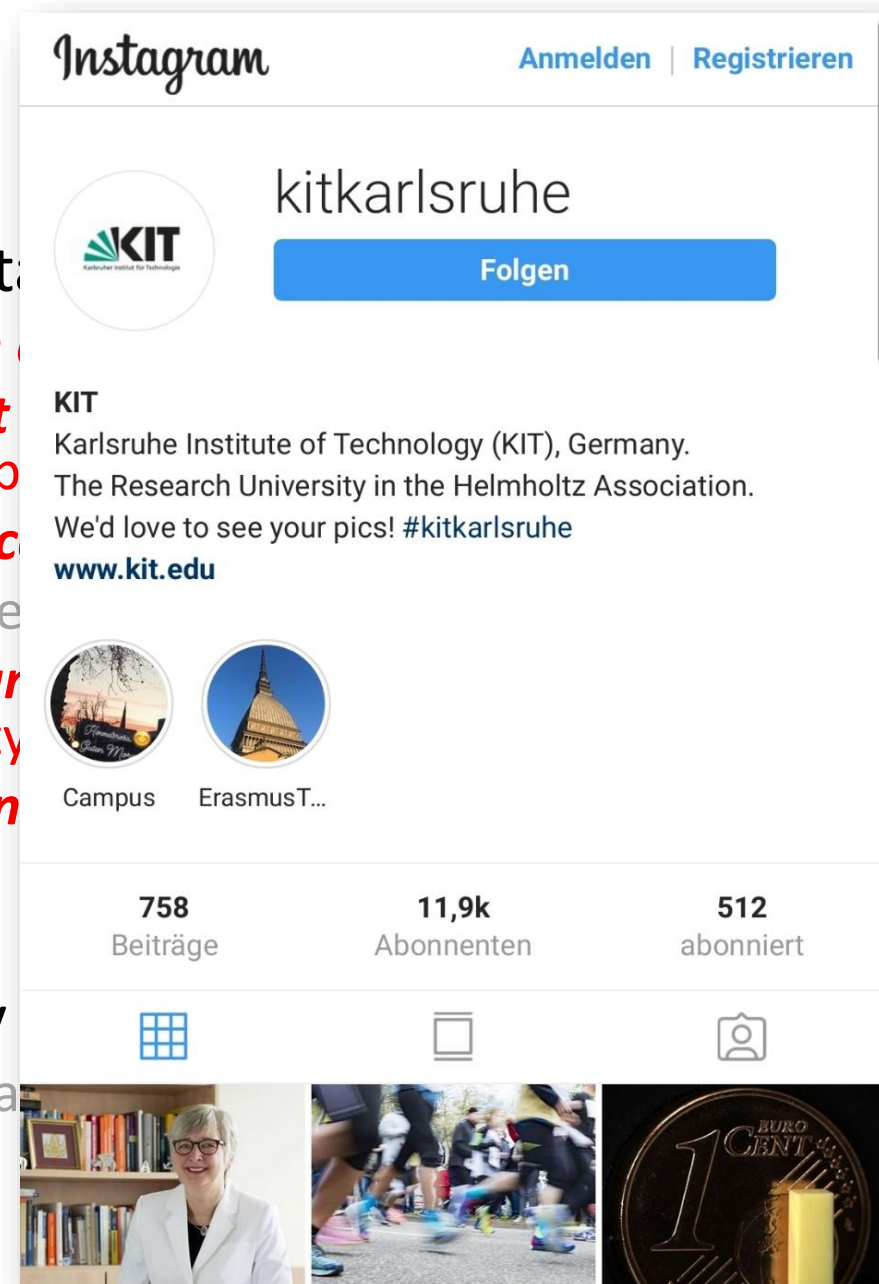 Instagram
Anmelden | Registrieren
kitkarlsruhe
KIT
Karlsruher Institut für Technologie
Folgen
KIT
Karlsruhe Institute of Technology (KIT), Germany.
The Research University in the Helmholtz Association.
We'd love to see your pics! #kitkarlsruhe
www.kit.edu
Campus ErasmusT...
758 11,9k 512
Beiträge Abonnenten abonniert
1 EURO
CENT